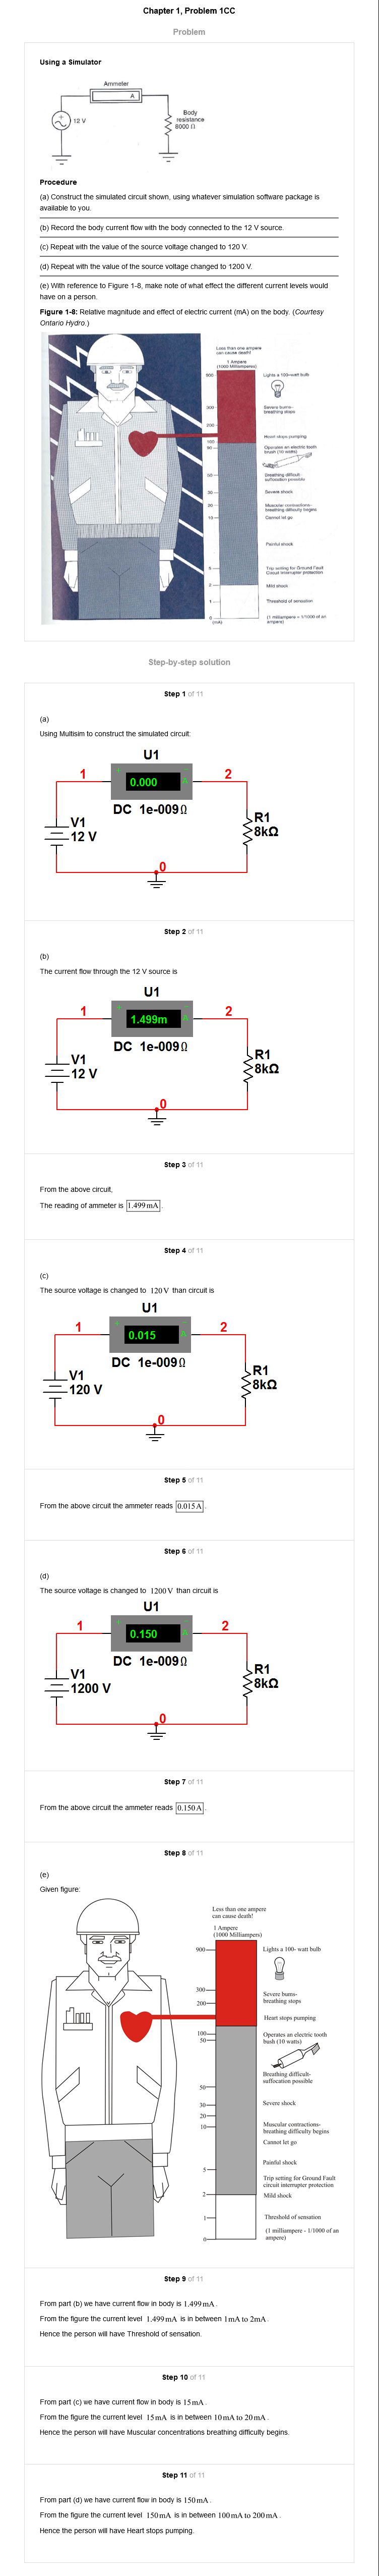 Chapter 1, Problem 1CC
Problem
Using a Simulator
Ammeter
A
12 V
Body
resistance
8000 Ω
Procedure
(a) Construct the simulated circuit shown, using whatever simulation software package is
available to you.
(b) Record the body current flow with the body connected to the 12 V source.
(c) Repeat with the value of the source voltage changed to 120 V.
(d) Repeat with the value of the source voltage changed to 1200 V.
(e) With reference to Figure 1-8, make note of what effect the different current levels would
have on a person.
Figure 1-8: Relative magnitude and effect of electric current (mA) on the body. (Courtesy
Ontario Hydro.)
Less than one ampere
can cause death!
1 Ampere
(1000 Milliamperes)
900
Lights a 100-watt bulb
300
Severe burns-
breathing stops
200
Heart stops pumping
100
90
Operates an electric tooth
brush (10 watts)
50
Breathing difficult-
suffocation possible
30
Severe shock
20
Muscular contractions-
breathing difficulty begins
10
Cannot let go
Painful shock
5
Trip setting for Ground Fault
Circuit Interrupter protection
2
Mild shock
1
Threshold of sensation
0
(mA)
(1 milliampere = 1/1000 of an
ampere)
Step-by-step solution
Step 1 of 11
(a)
Using Multisim to construct the simulated circuit:
U1
1
0.000
A
2
DC 1e-009Ω
V1
12 V
R1
8kΩ
0
Step 2 of 11
(b)
The current flow through the 12 V source is
U1
1
1.499m
A
2
DC 1e-009Ω
V1
12 V
R1
8kΩ
0
Step 3 of 11
From the above circuit,
The reading of ammeter is 1.499 mA.
Step 4 of 11
(c)
The source voltage is changed to 120 V than circuit is
U1
1
0.015
A
2
DC 1e-009Ω
V1
120 V
R1
8kΩ
0
Step 5 of 11
From the above circuit the ammeter reads 0.015 A.
Step 6 of 11
(d)
The source voltage is changed to 1200 V than circuit is
U1
1
0.150
A
2
DC 1e-009Ω
V1
1200 V
R1
8kΩ
0
Step 7 of 11
From the above circuit the ammeter reads 0.150 A.
Step 8 of 11
(e)
Given figure:
Less than one ampere
can cause death!
1 Ampere
(1000 Milliampers)
900
Lights a 100- watt bulb
300
Severe bums-
breathing stops
200
Heart stops pumping
100
50
Operates an electric tooth
bush (10 watts)
Breathing difficult-
suffocation possible
50
30
Severe shock
20
10
Muscular contractions-
breathing difficulty begins
Cannot let go
Painful shock
5
Trip setting for Ground Fault
circuit interrupter protection
2
Mild shock
1
Threshold of sensation
0
(1 milliampere - 1/1000 of an
ampere)
Step 9 of 11
From part (b) we have current flow in body is 1.499 mA.
From the figure the current level 1.499 mA is in between 1 mA to 2 mA.
Hence the person will have Threshold of sensation.
Step 10 of 11
From part (c) we have current flow in body is 15 mA.
From the figure the current level 15 mA is in between 10 mA to 20 mA.
Hence the person will have Muscular concentrations breathing difficulty begins.
Step 11 of 11
From part (d) we have current flow in body is 150 mA.
From the figure the current level 150 mA is in between 100 mA to 200 mA.
Hence the person will have Heart stops pumping.